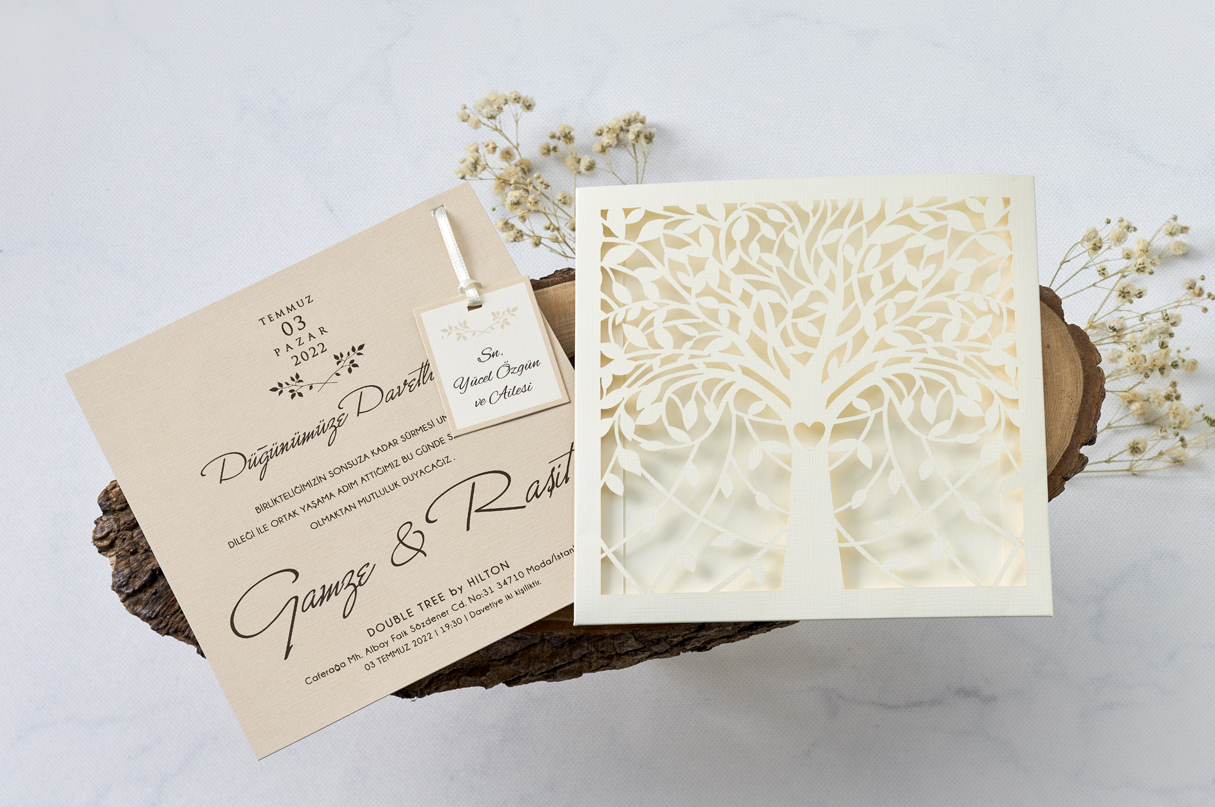 TEMMUZ
03
PAZAR
2022
Düğünümüze Davetli
BİRLİKTELİĞİMİZİN SONSUZA KADAR SÜRMESİ
DİLEĞİ İLE ORTAK YAŞAMA ADIM ATTIĞIMIZ BU GÜNDE
OLMAKTAN MUTLULUK DUYACAĞIZ.
Gamze & Raşit
DOUBLE TREE by HILTON
Caferağa Mh. Albay Faik Sözdener Cd. No:31 34710 Moda/İstan
03 TEMMUZ 2022 | 19:30 | Davetiye iki kişiliktir.
Sn.
Yücel Özgün
ve Ailesi